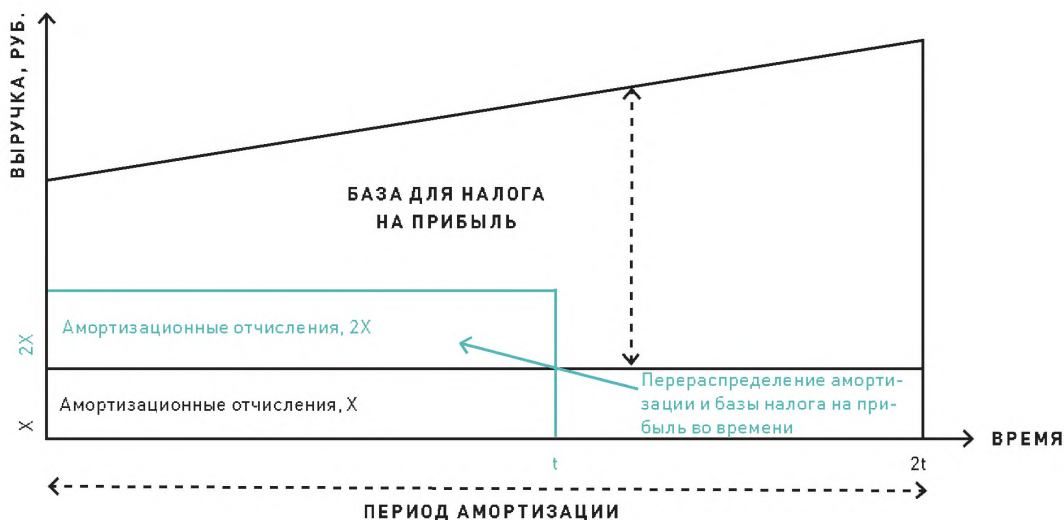 ВЫРУЧКА, РУБ.
БАЗА ДЛЯ НАЛОГА
НА ПРИБЫЛЬ
2X
Амортизационные отчисления, 2X
X
Амортизационные отчисления, X
Перераспределение аморти-
зации и базы налога на при-
быль во времени
ВРЕМЯ
t
2t
ПЕРИОД АМОРТИЗАЦИИ